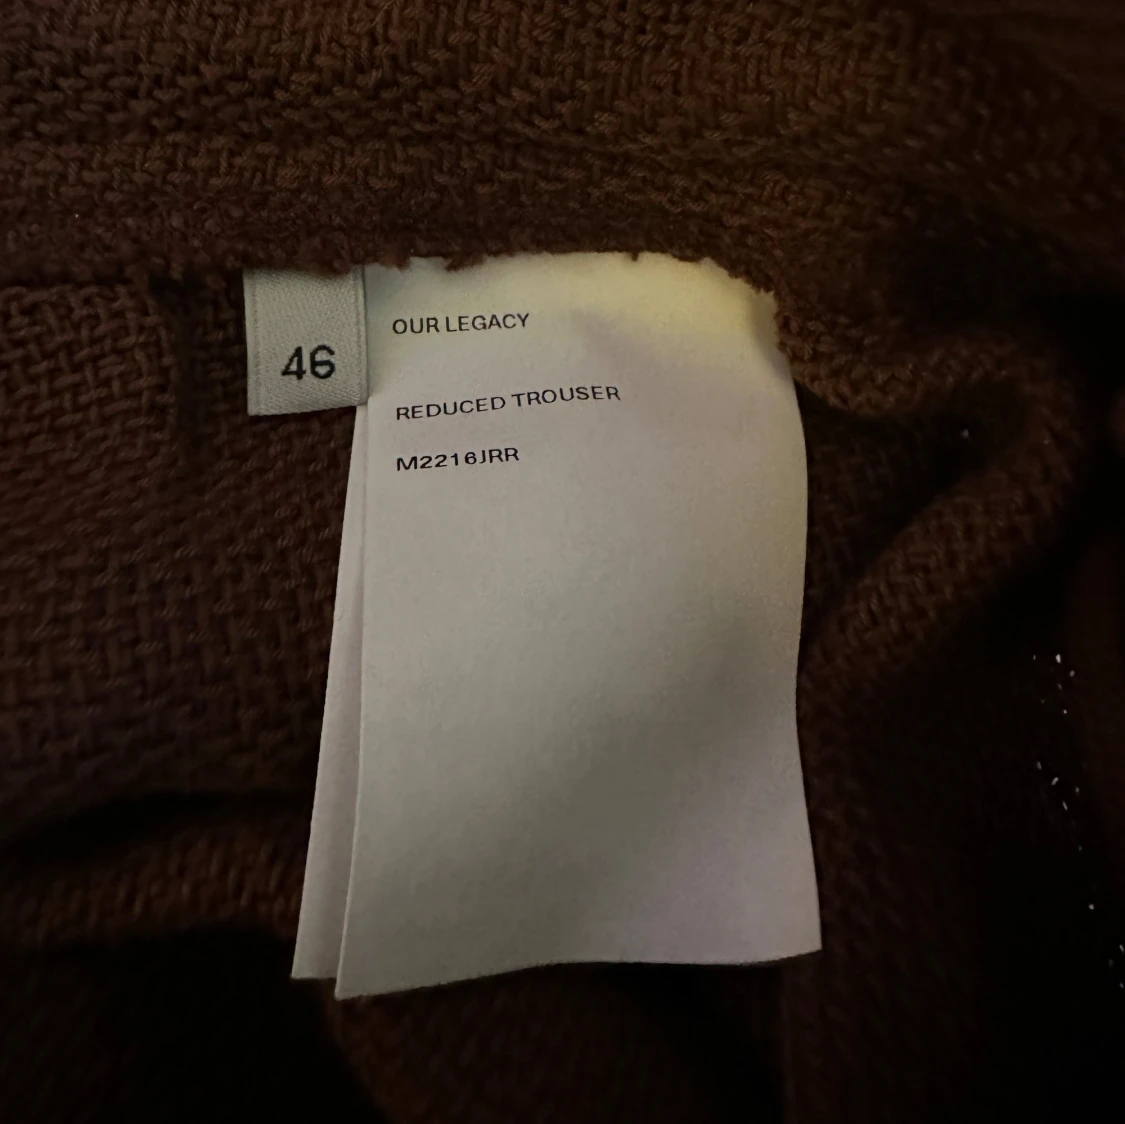 46
OUR LEGACY
REDUCED TROUSER
M2216JRR